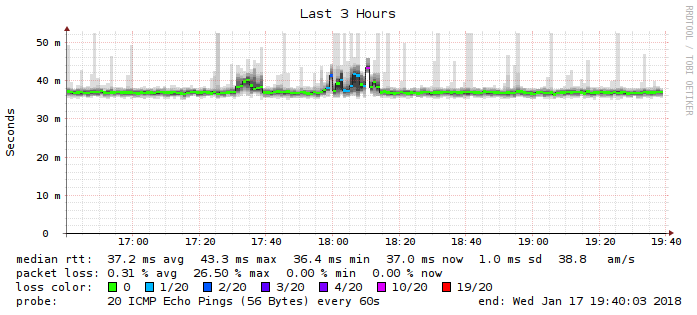 Last 3 Hours
RRDTOOL / TOBI OETIKER
Seconds
50 m
40 m
30 m
20 m
10 m
0
17:00 17:20 17:40 18:00 18:20 18:40 19:00 19:20 19:40
median rtt: 37.2 ms avg 43.3 ms max 36.4 ms min 37.0 ms now 1.0 ms sd 38.8 am/s
packet loss: 0.31 % avg 26.50 % max 0.00 % min 0.00 % now
loss color: 0 1/20 2/20 3/20 4/20 10/20 19/20
probe: 20 ICMP Echo Pings (56 Bytes) every 60s end: Wed Jan 17 19:40:03 2018